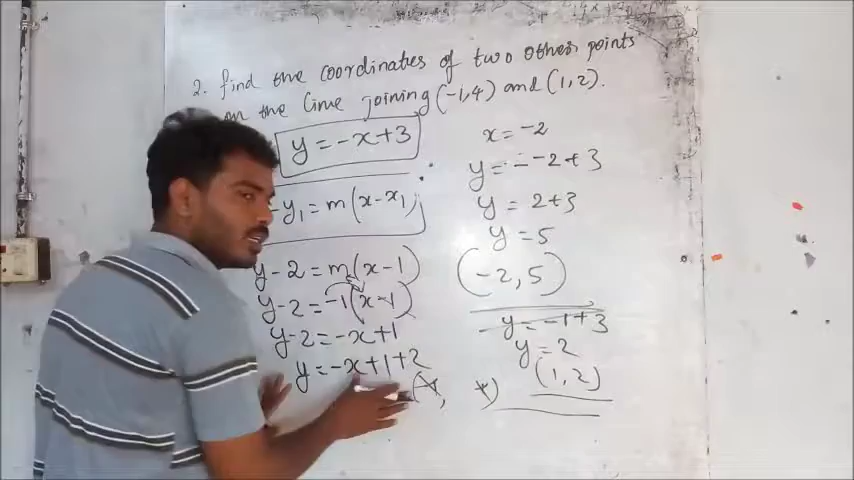 2. find the coordinates of two other points
on the line joining (-1,4) and (1,2).
y = -x+3
-y₁ = m(x-x₁)
y-2 = m(x-1)
y-2 = -1(x-1)
y-2 = -x+1
y = -x+1+2
x = -2
y = - -2+3
y = 2+3
y = 5
(-2,5)
y = -1+3
y = 2
(1,2)